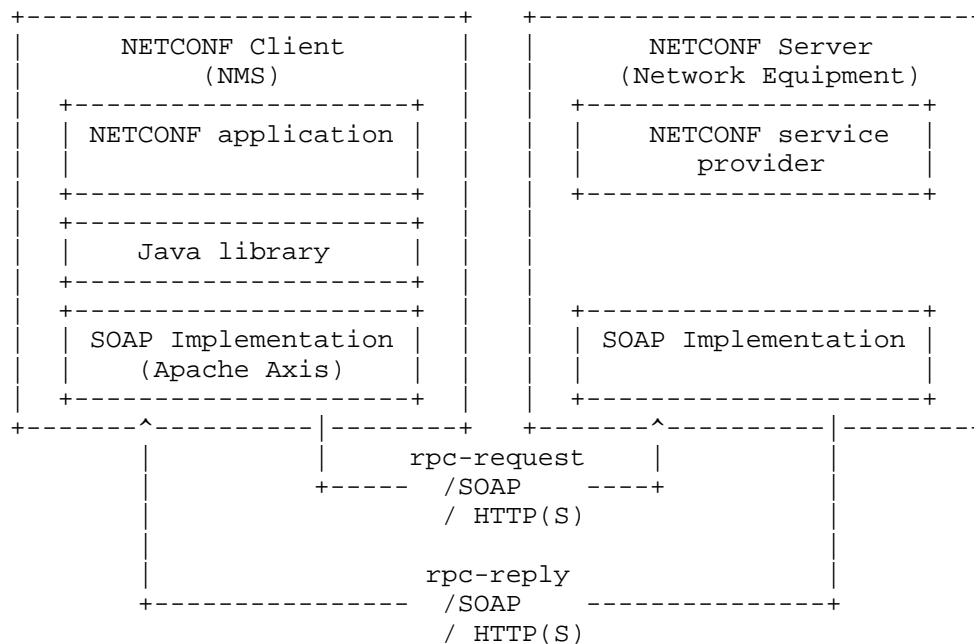 NETCONF Client NETCONF Server
(NMS) (Network Equipment)
NETCONF application NETCONF service
provider
Java library
SOAP Implementation SOAP Implementation
(Apache Axis)
rpc-request
/SOAP
/ HTTP(S)
rpc-reply
/SOAP
/ HTTP(S)